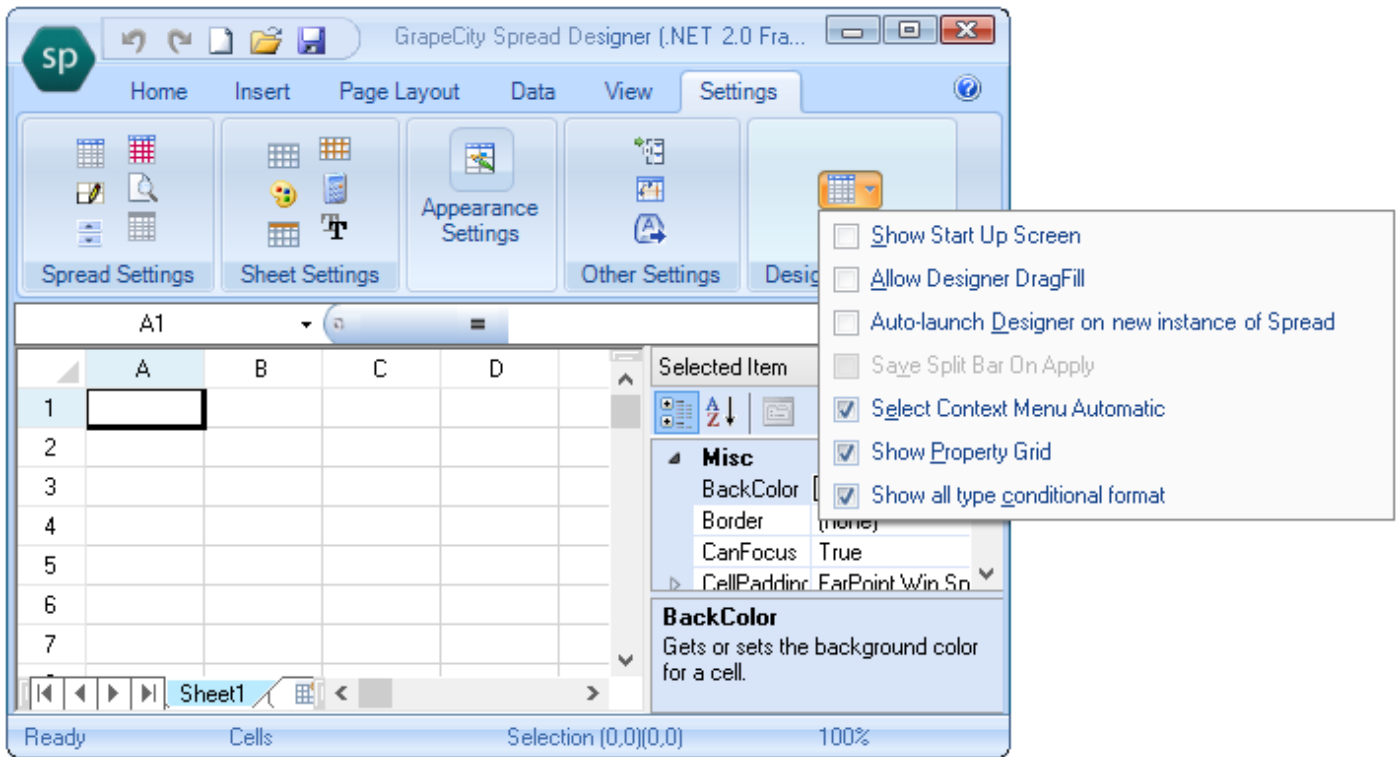 sp
GrapeCity Spread Designer (.NET 2.0 Fra...
Home Insert Page Layout Data View Settings
Appearance
Settings
Spread Settings Sheet Settings Other Settings Desig
Show Start Up Screen
Allow Designer DragFill
Auto-launch Designer on new instance of Spread
Save Split Bar On Apply
Select Context Menu Automatic
Show Property Grid
Show all type conditional format
A1 =
A B C D
1
2
3
4
5
6
7
Selected Item
A
Z
Misc
BackColor
Border (none)
CanFocus True
CellPadding FarPoint.Win.Sp
BackColor
Gets or sets the background color
for a cell.
Sheet1
Ready Cells Selection (0,0)(0,0) 100%